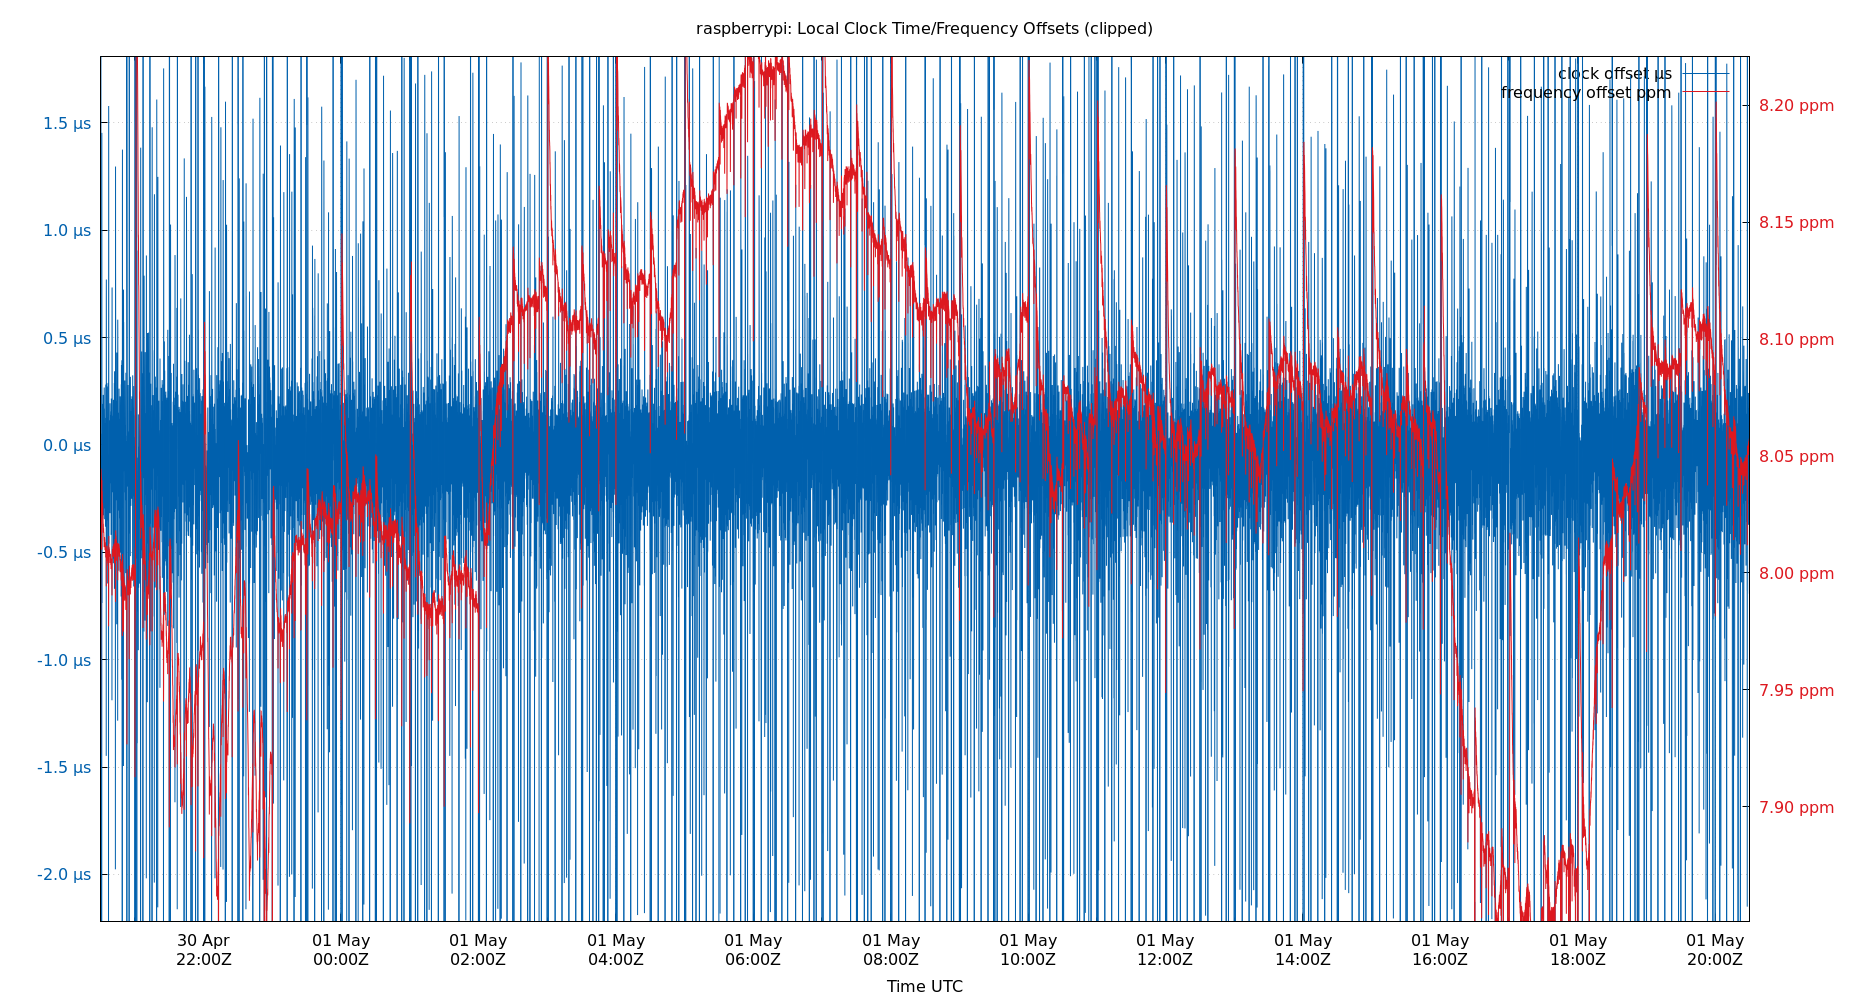 raspberrypi: Local Clock Time/Frequency Offsets (clipped)
clock offset µs
frequency offset ppm
1.5 µs
1.0 µs
0.5 µs
0.0 µs
-0.5 µs
-1.0 µs
-1.5 µs
-2.0 µs
8.20 ppm
8.15 ppm
8.10 ppm
8.05 ppm
8.00 ppm
7.95 ppm
7.90 ppm
30 Apr
22:00Z
01 May
00:00Z
01 May
02:00Z
01 May
04:00Z
01 May
06:00Z
01 May
08:00Z
01 May
10:00Z
01 May
12:00Z
01 May
14:00Z
01 May
16:00Z
01 May
18:00Z
01 May
20:00Z
Time UTC